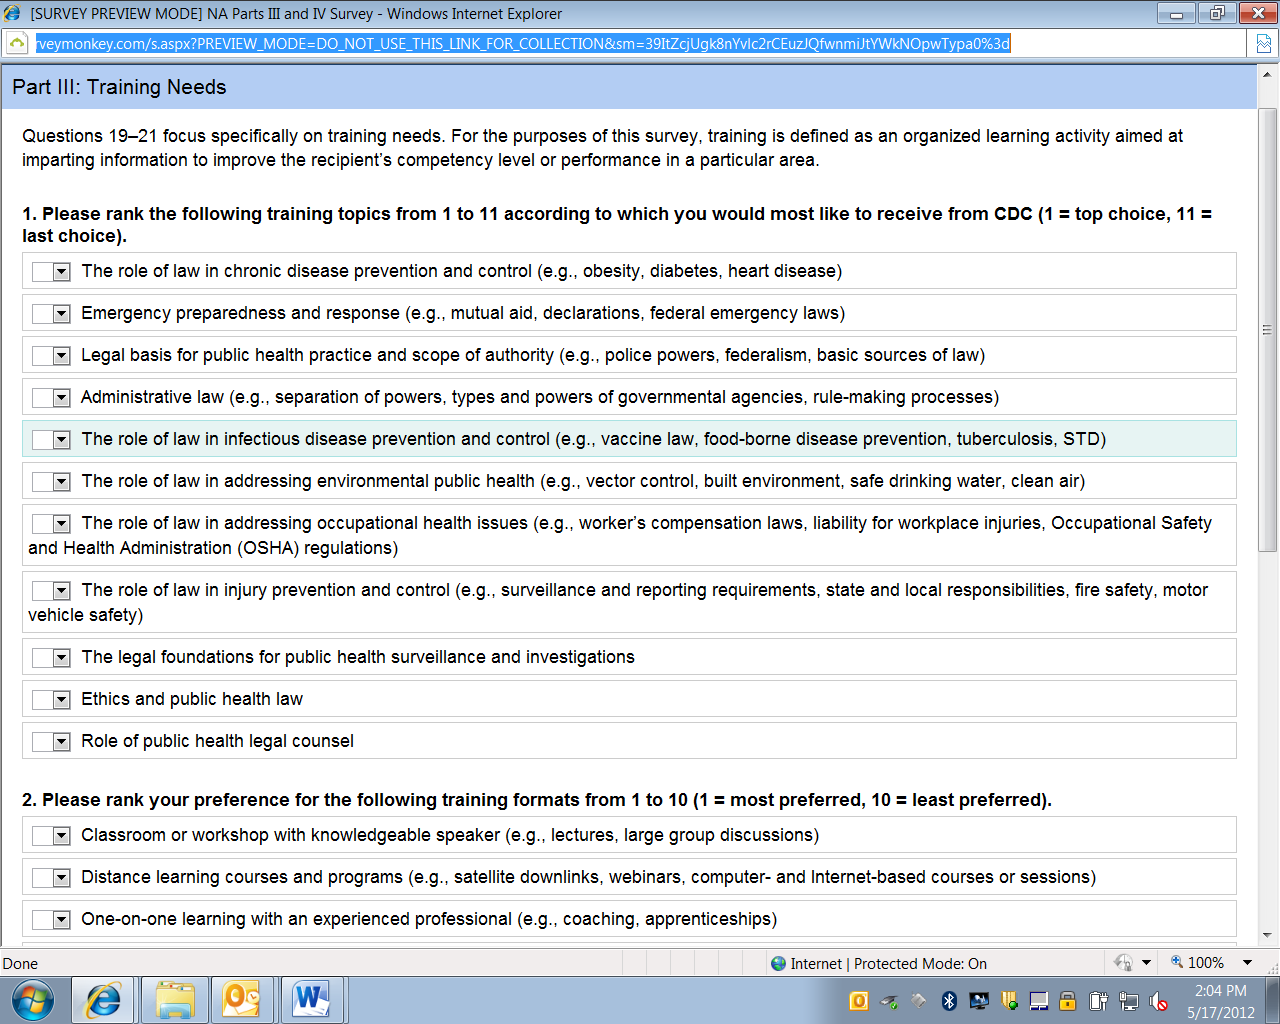 [SURVEY PREVIEW MODE] NA Parts III and IV Survey - Windows Internet Explorer
rveymonkey.com/s.aspx?PREVIEW_MODE=DO_NOT_USE_THIS_LINK_FOR_COLLECTION&sm=39ItZcjUgk8nYvlc2rCEuzJQfwnmiJtYWkNOpwTypa0%3d
Part III: Training Needs
Questions 19–21 focus specifically on training needs. For the purposes of this survey, training is defined as an organized learning activity aimed at
imparting information to improve the recipient’s competency level or performance in a particular area.
1. Please rank the following training topics from 1 to 11 according to which you would most like to receive from CDC (1 = top choice, 11 =
last choice).
The role of law in chronic disease prevention and control (e.g., obesity, diabetes, heart disease)
Emergency preparedness and response (e.g., mutual aid, declarations, federal emergency laws)
Legal basis for public health practice and scope of authority (e.g., police powers, federalism, basic sources of law)
Administrative law (e.g., separation of powers, types and powers of governmental agencies, rule-making processes)
The role of law in infectious disease prevention and control (e.g., vaccine law, food-borne disease prevention, tuberculosis, STD)
The role of law in addressing environmental public health (e.g., vector control, built environment, safe drinking water, clean air)
The role of law in addressing occupational health issues (e.g., worker’s compensation laws, liability for workplace injuries, Occupational Safety
and Health Administration (OSHA) regulations)
The role of law in injury prevention and control (e.g., surveillance and reporting requirements, state and local responsibilities, fire safety, motor
vehicle safety)
The legal foundations for public health surveillance and investigations
Ethics and public health law
Role of public health legal counsel
2. Please rank your preference for the following training formats from 1 to 10 (1 = most preferred, 10 = least preferred).
Classroom or workshop with knowledgeable speaker (e.g., lectures, large group discussions)
Distance learning courses and programs (e.g., satellite downlinks, webinars, computer- and Internet-based courses or sessions)
One-on-one learning with an experienced professional (e.g., coaching, apprenticeships)
Done
Internet | Protected Mode: On
100%
2:04 PM
5/17/2012